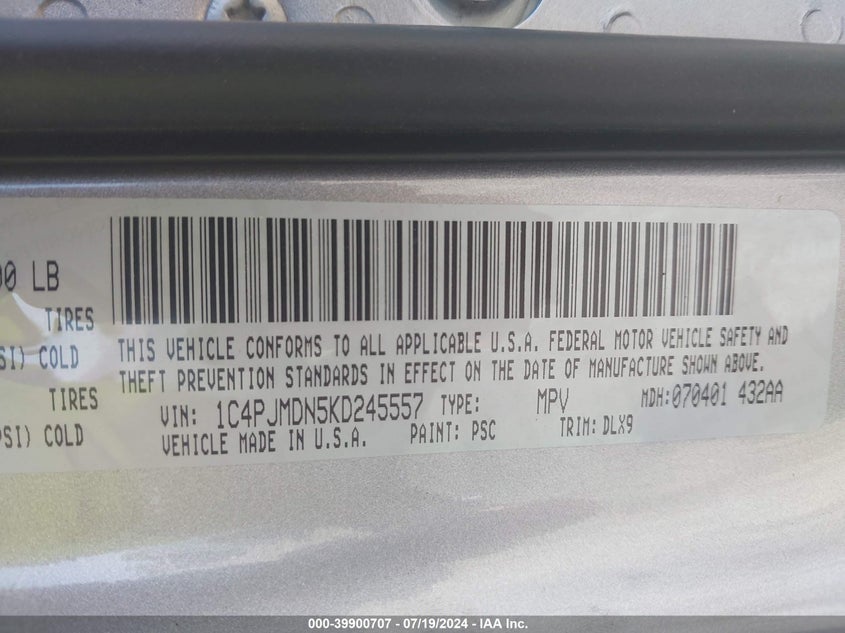 00 LB
TIRES
SI) COLD
TIRES
PSI) COLD
THIS VEHICLE CONFORMS TO ALL APPLICABLE U.S.A. FEDERAL MOTOR VEHICLE SAFETY AND
THEFT PREVENTION STANDARDS IN EFFECT ON THE DATE OF MANUFACTURE SHOWN ABOVE.
VIN: 1C4PJMDN5KD245557 TYPE: MPV MDH: 070401 432AA
VEHICLE MADE IN U.S.A. PAINT: PSC TRIM: DLX9
000-39900707 - 07/19/2024 - IAA Inc.